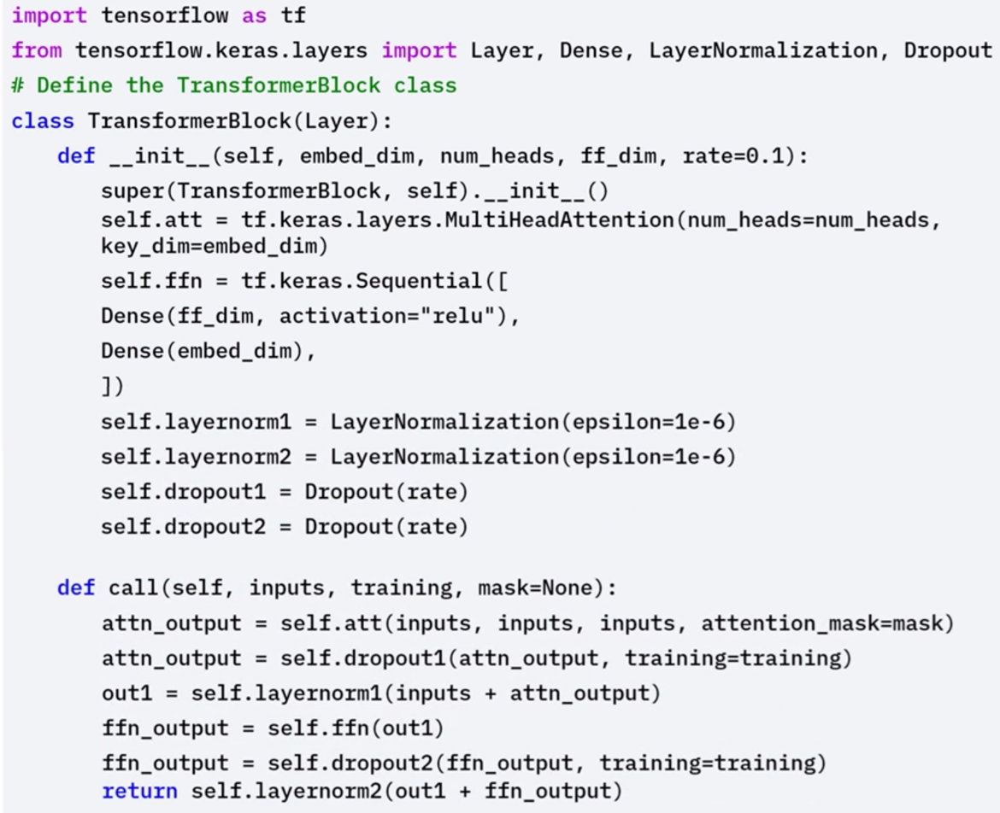 import tensorflow as tf
from tensorflow.keras.layers import Layer, Dense, LayerNormalization, Dropout
# Define the TransformerBlock class
class TransformerBlock(Layer):
    def __init__(self, embed_dim, num_heads, ff_dim, rate=0.1):
        super(TransformerBlock, self).__init__()
        self.att = tf.keras.layers.MultiHeadAttention(num_heads=num_heads,
        key_dim=embed_dim)
        self.ffn = tf.keras.Sequential([
        Dense(ff_dim, activation="relu"),
        Dense(embed_dim),
        ])
        self.layernorm1 = LayerNormalization(epsilon=1e-6)
        self.layernorm2 = LayerNormalization(epsilon=1e-6)
        self.dropout1 = Dropout(rate)
        self.dropout2 = Dropout(rate)
    def call(self, inputs, training, mask=None):
        attn_output = self.att(inputs, inputs, inputs, attention_mask=mask)
        attn_output = self.dropout1(attn_output, training=training)
        out1 = self.layernorm1(inputs + attn_output)
        ffn_output = self.ffn(out1)
        ffn_output = self.dropout2(ffn_output, training=training)
        return self.layernorm2(out1 + ffn_output)